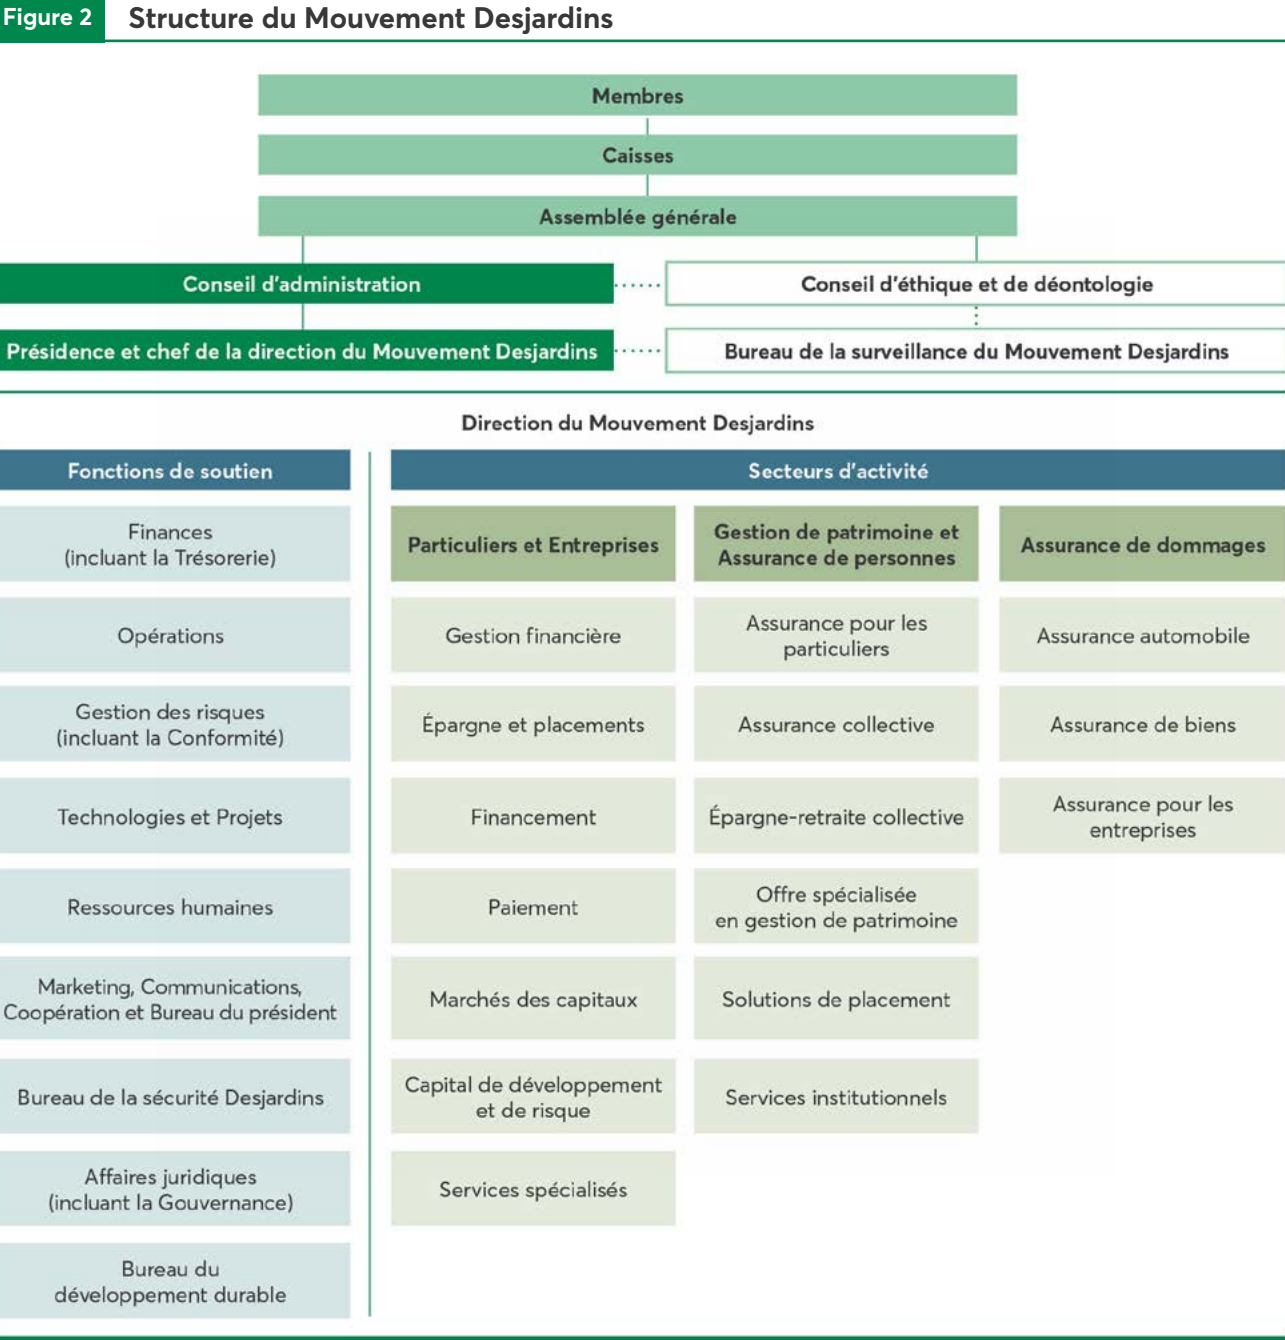 Figure 2
Structure du Mouvement Desjardins
Membres
Caisses
Assemblée générale
Conseil d'administration
Conseil d'éthique et de déontologie
Présidence et chef de la direction du Mouvement Desjardins
Bureau de la surveillance du Mouvement Desjardins
Direction du Mouvement Desjardins
Fonctions de soutien
Finances
(incluant la Trésorerie)
Opérations
Gestion des risques
(incluant la Conformité)
Technologies et Projets
Ressources humaines
Marketing, Communications,
Coopération et Bureau du président
Bureau de la sécurité Desjardins
Affaires juridiques
(incluant la Gouvernance)
Bureau du
développement durable
Secteurs d'activité
Particuliers et Entreprises
Gestion financière
Épargne et placements
Financement
Paiement
Marchés des capitaux
Capital de développement
et de risque
Services spécialisés
Gestion de patrimoine et
Assurance de personnes
Assurance pour les
particuliers
Assurance collective
Épargne-retraite collective
Offre spécialisée
en gestion de patrimoine
Solutions de placement
Services institutionnels
Assurance de dommages
Assurance automobile
Assurance de biens
Assurance pour les
entreprises